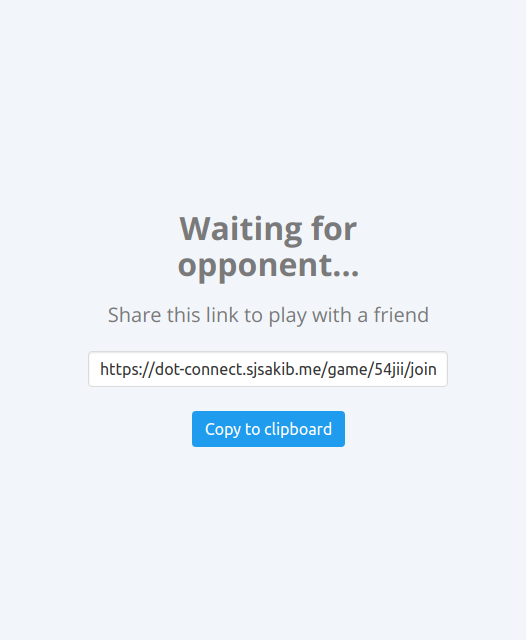 Waiting for
opponent...
Share this link to play with a friend
https://dot-connect.sjsakib.me/game/54jii/join
Copy to clipboard